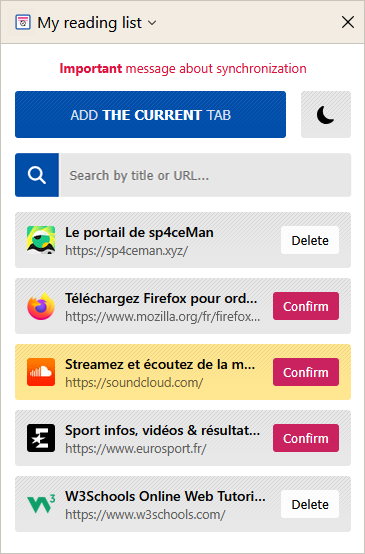 My reading list
Important message about synchronization
ADD THE CURRENT TAB
Search by title or URL...
Le portail de sp4ceMan
https://sp4ceman.xyz/
Delete
Téléchargez Firefox pour ord...
https://www.mozilla.org/fr/firefox...
Confirm
Streamez et écoutez de la m...
https://soundcloud.com/
Confirm
Sport infos, vidéos & résultat...
https://www.eurosport.fr/
Confirm
W3Schools Online Web Tutori...
https://www.w3schools.com/
Delete